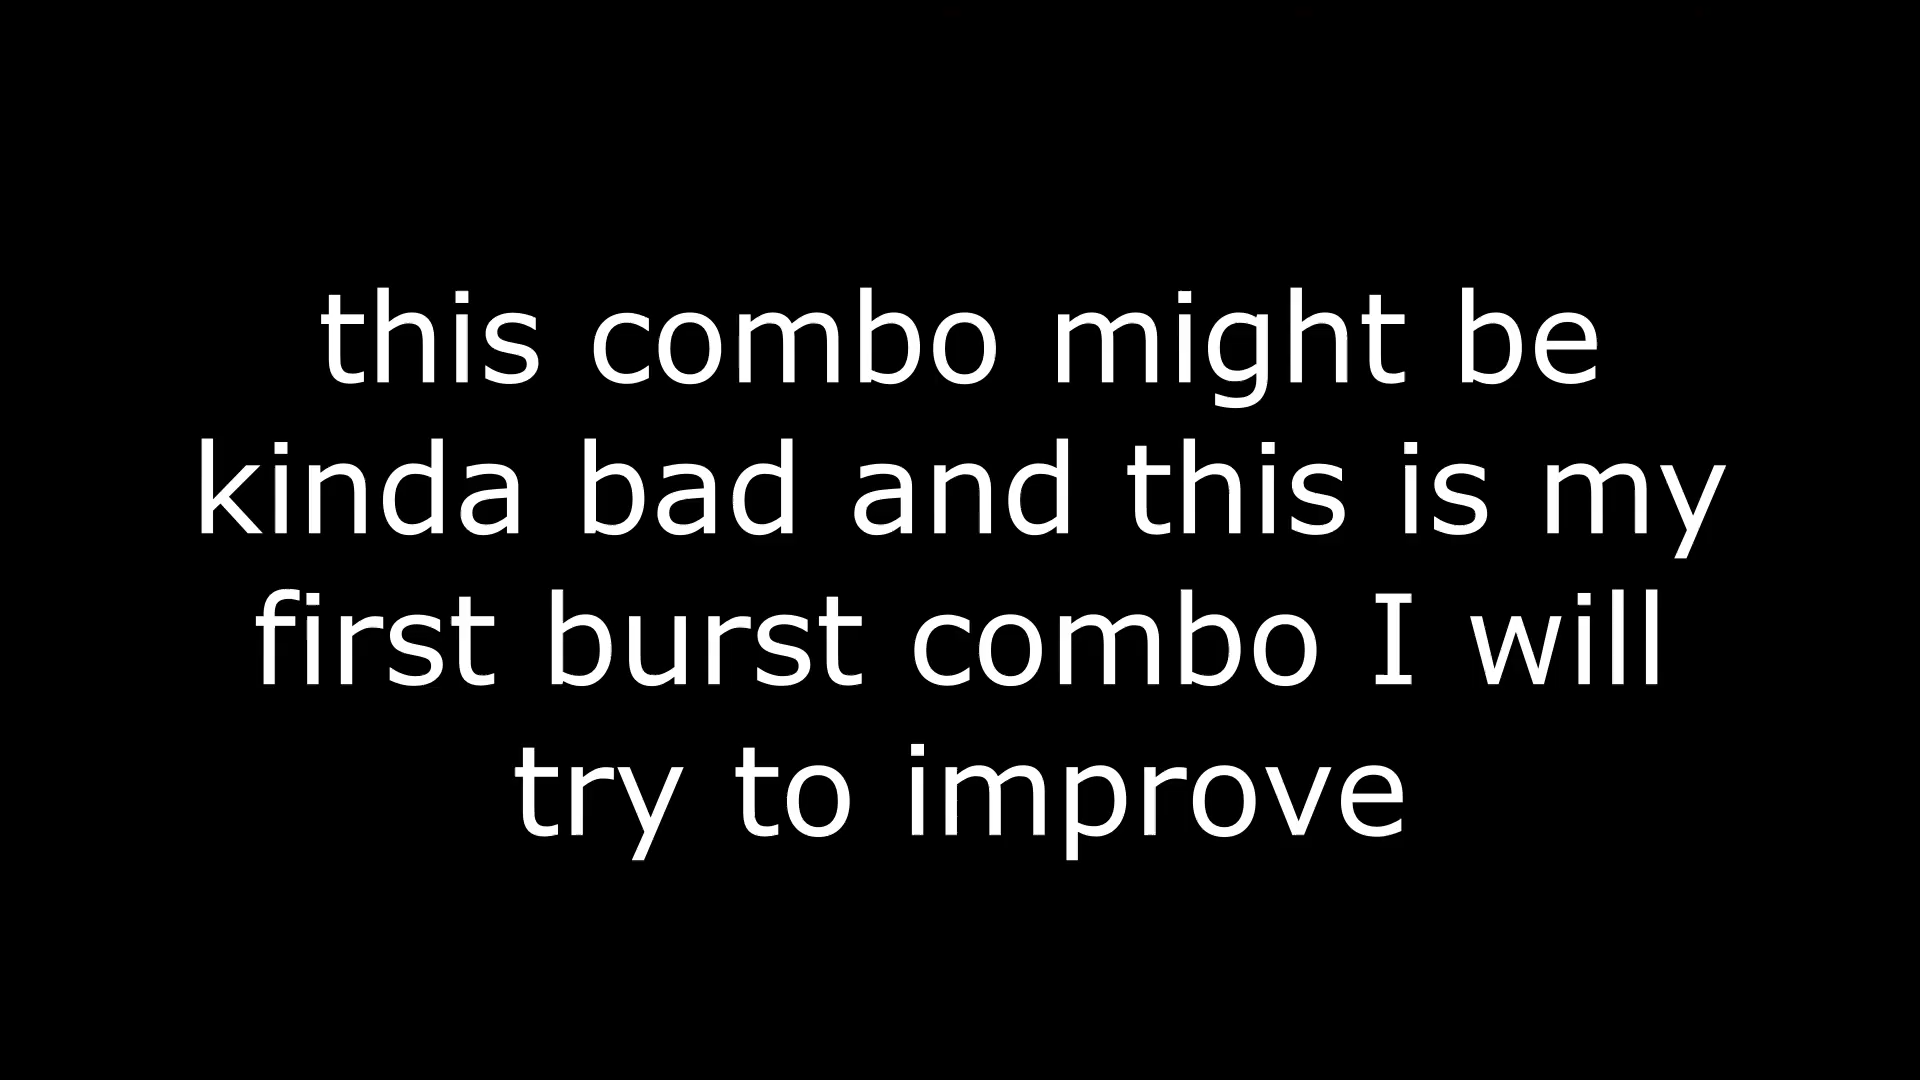 this combo might be
kinda bad and this is my
first burst combo I will
try to improve